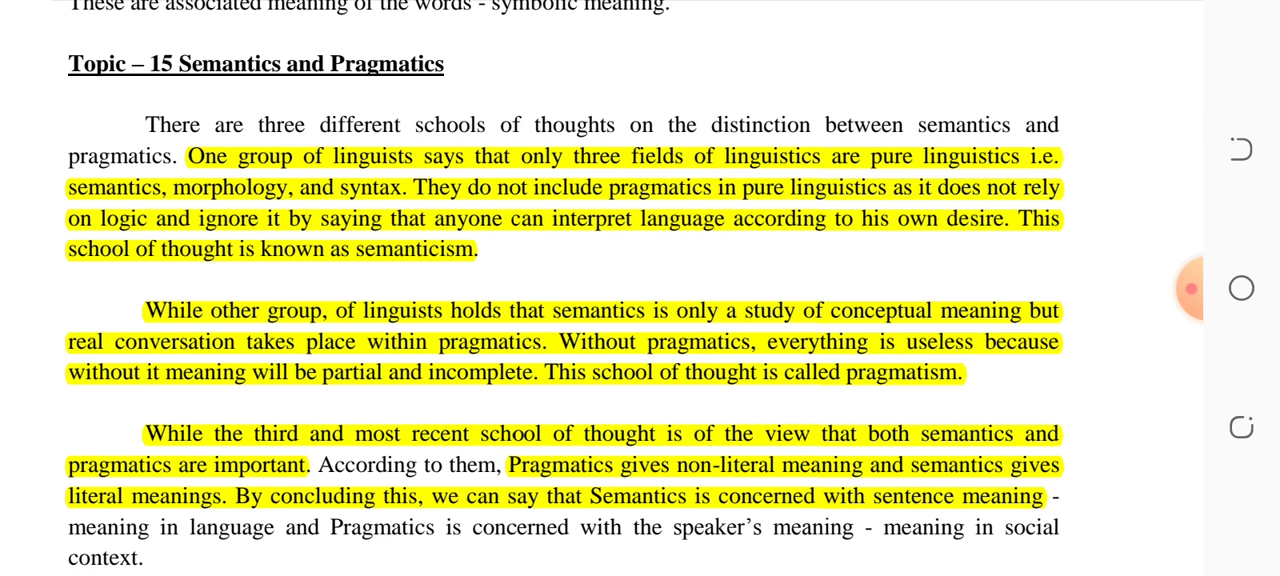 These are associated meaning of the words - symbolic meaning.
Topic – 15 Semantics and Pragmatics
There are three different schools of thoughts on the distinction between semantics and
pragmatics. One group of linguists says that only three fields of linguistics are pure linguistics i.e.
semantics, morphology, and syntax. They do not include pragmatics in pure linguistics as it does not rely
on logic and ignore it by saying that anyone can interpret language according to his own desire. This
school of thought is known as semanticism.
While other group, of linguists holds that semantics is only a study of conceptual meaning but
real conversation takes place within pragmatics. Without pragmatics, everything is useless because
without it meaning will be partial and incomplete. This school of thought is called pragmatism.
While the third and most recent school of thought is of the view that both semantics and
pragmatics are important. According to them, Pragmatics gives non-literal meaning and semantics gives
literal meanings. By concluding this, we can say that Semantics is concerned with sentence meaning -
meaning in language and Pragmatics is concerned with the speaker’s meaning - meaning in social
context.